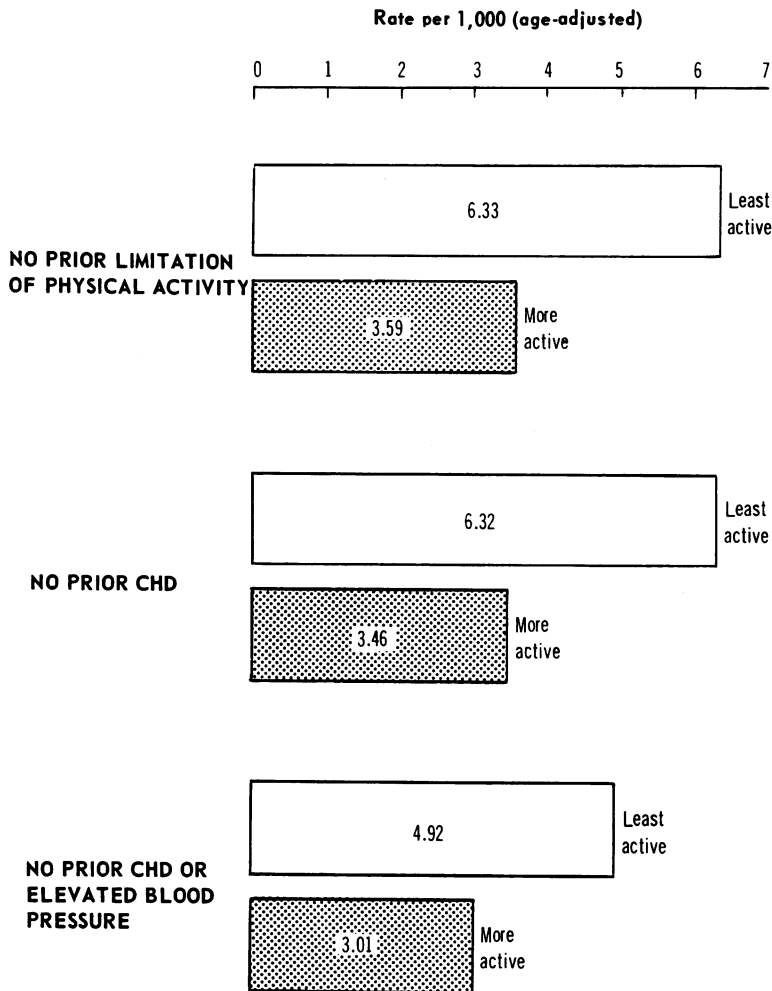 Rate per 1,000 (age-adjusted)
0 1 2 3 4 5 6 7
6.33
Least
active
NO PRIOR LIMITATION
OF PHYSICAL ACTIVITY
3.59
More
active
6.32
Least
active
NO PRIOR CHD
3.46
More
active
4.92
Least
active
NO PRIOR CHD OR
ELEVATED BLOOD
PRESSURE
3.01
More
active